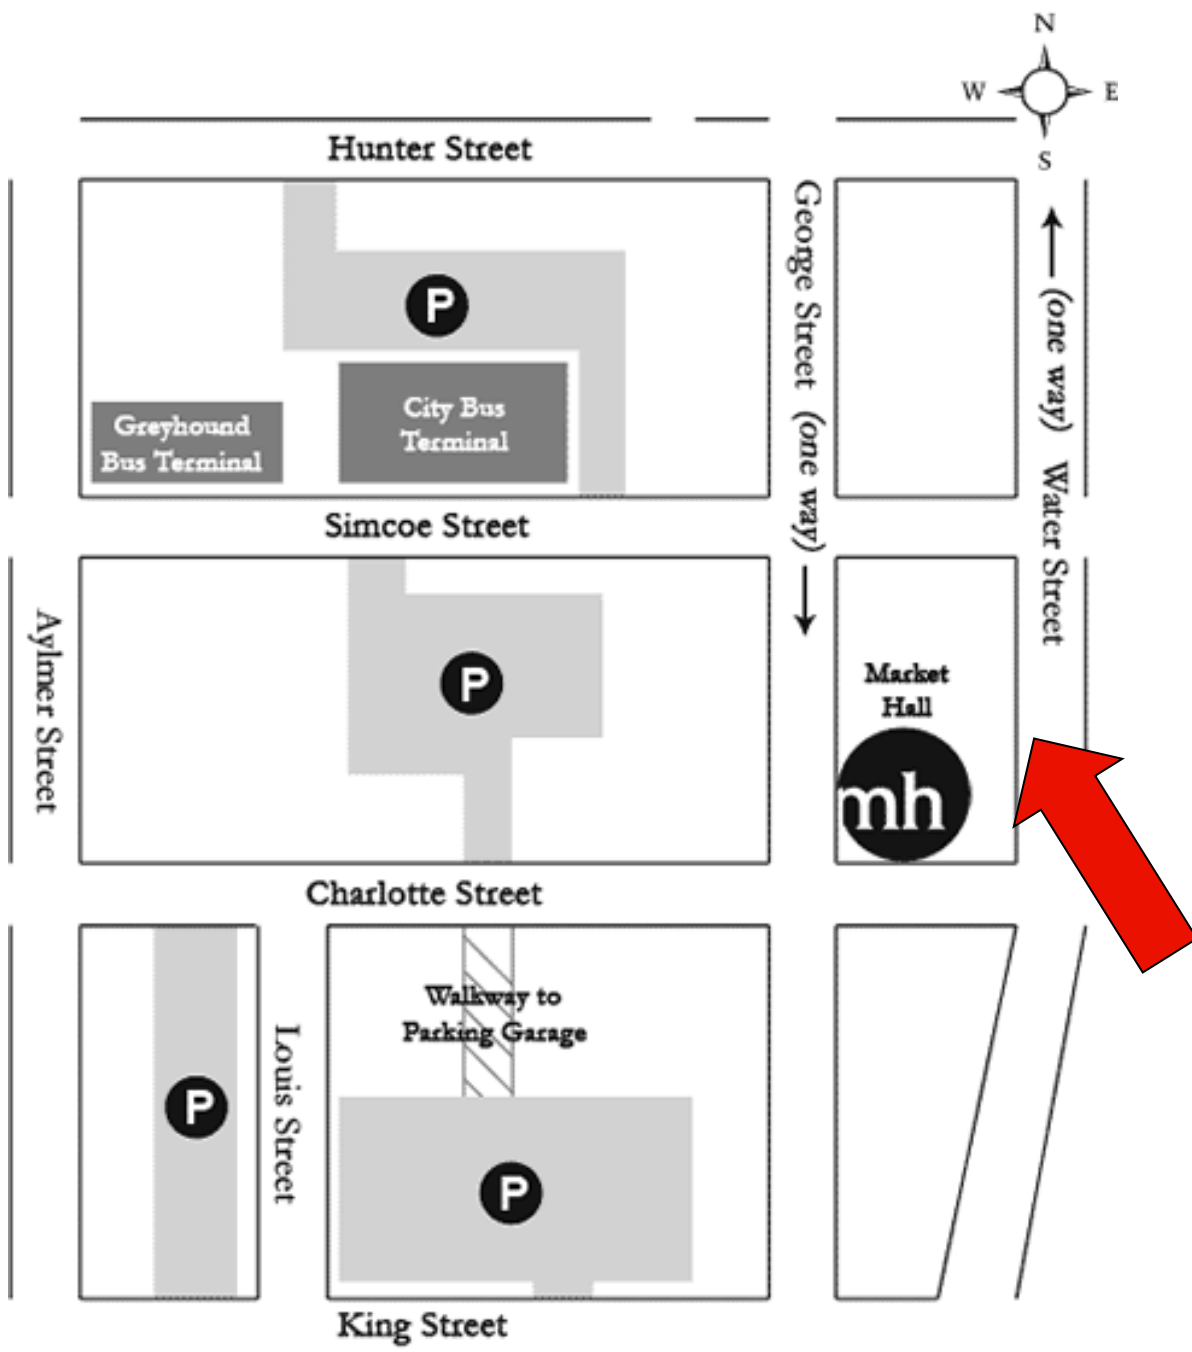 N
W E
S
Hunter Street
George Street (one way)
(one way) Water Street
P
City Bus
Terminal
Greyhound
Bus Terminal
Simcoe Street
Aylmer Street
P
Market
Hall
mh
Charlotte Street
Walkway to
Parking Garage
Louis Street
P
P
King Street